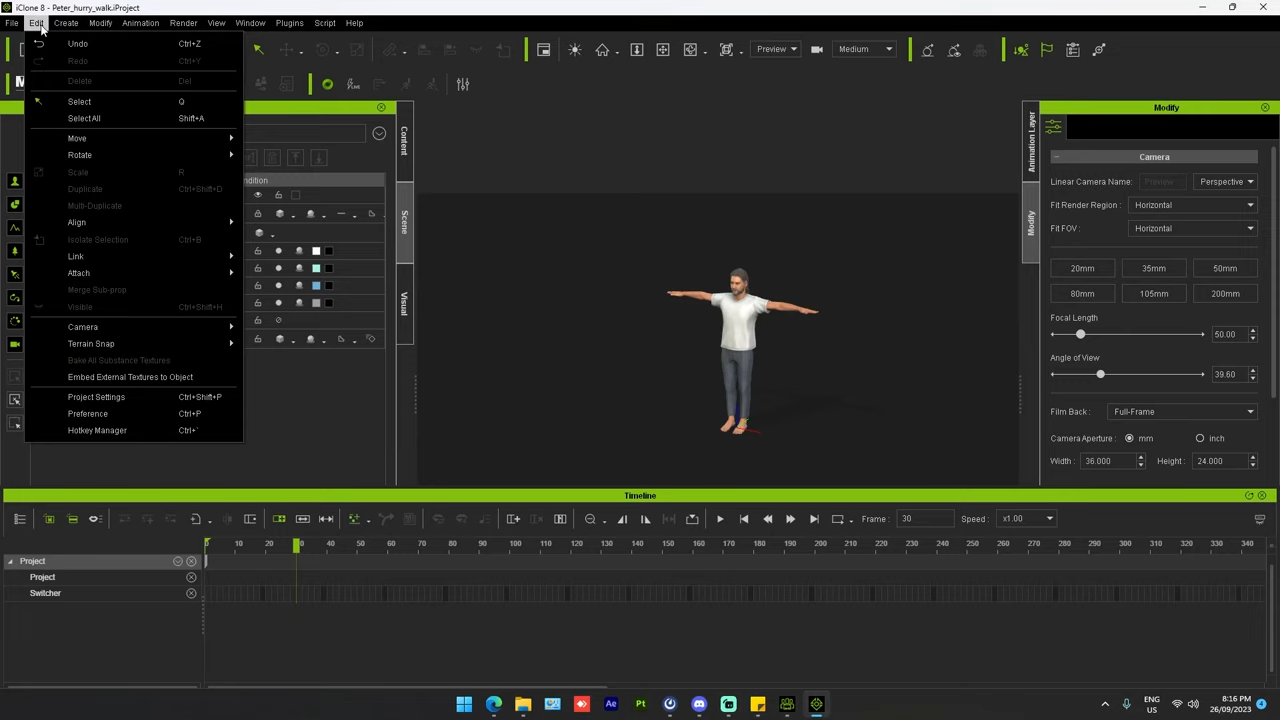 iClone 8 - Peter_hurry_walk.iProject
File Edit Create Modify Animation Render View Window Plugins Script Help
Undo Ctrl+Z
Redo Ctrl+Y
Delete Del
Select Q
Select All Shift+A
Move
Rotate
Scale R
Duplicate Ctrl+Shift+D
Multi-Duplicate
Align
Isolate Selection Ctrl+B
Link
Attach
Merge Sub-prop
Visible Ctrl+Shift+H
Camera
Terrain Snap
Bake All Substance Textures
Embed External Textures to Object
Project Settings Ctrl+Shift+P
Preference Ctrl+P
Hotkey Manager Ctrl+`
Preview Medium
ndition
Content
Scene
Visual
Animation Layer
Modify
Modify
Camera
Linear Camera Name: Preview Perspective
Fit Render Region : Horizontal
Fit FOV : Horizontal
20mm 35mm 50mm
80mm 105mm 200mm
Focal Length
50.00
Angle of View
39.60
Film Back : Full-Frame
Camera Aperture : mm inch
Width : 36.000 Height : 24.000
Timeline
Frame : 30 Speed : x1.00
10 20 30 40 50 60 70 80 90 100 110 120 130 140 150 160 170 180 190 200 210 220 230 240 250 260 270 280 290 300 310 320 330 340
Project
Project
Switcher
Ae Pt
ENG
US
8:16 PM
26/09/2023